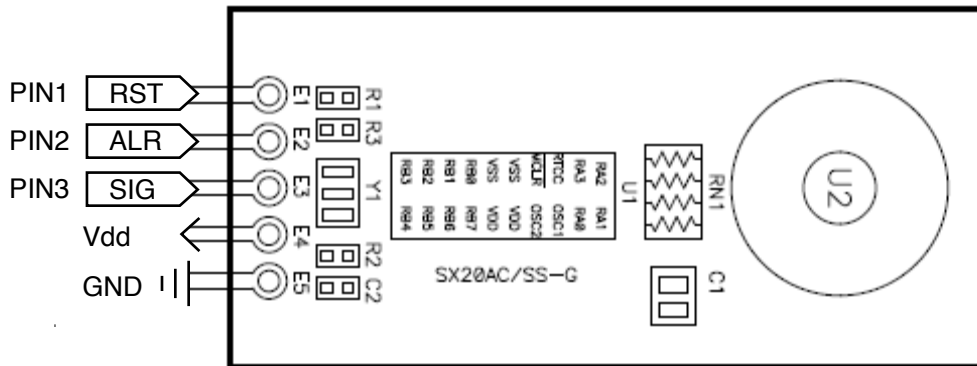 PIN1 RST E1 R1
PIN2 ALR E2 R3
PIN3 SIG E3 Y1
Vdd E4 R2
GND E5 C2
RB3 RB2 RB1 RB0 VSS VSS MCLR RTCC RA3 RA2
RB4 RB5 RB6 RB7 VDD VDD OSC2 OSC1 RA0 RA1
U1
SX20AC/SS-G
RN1
C1
U2